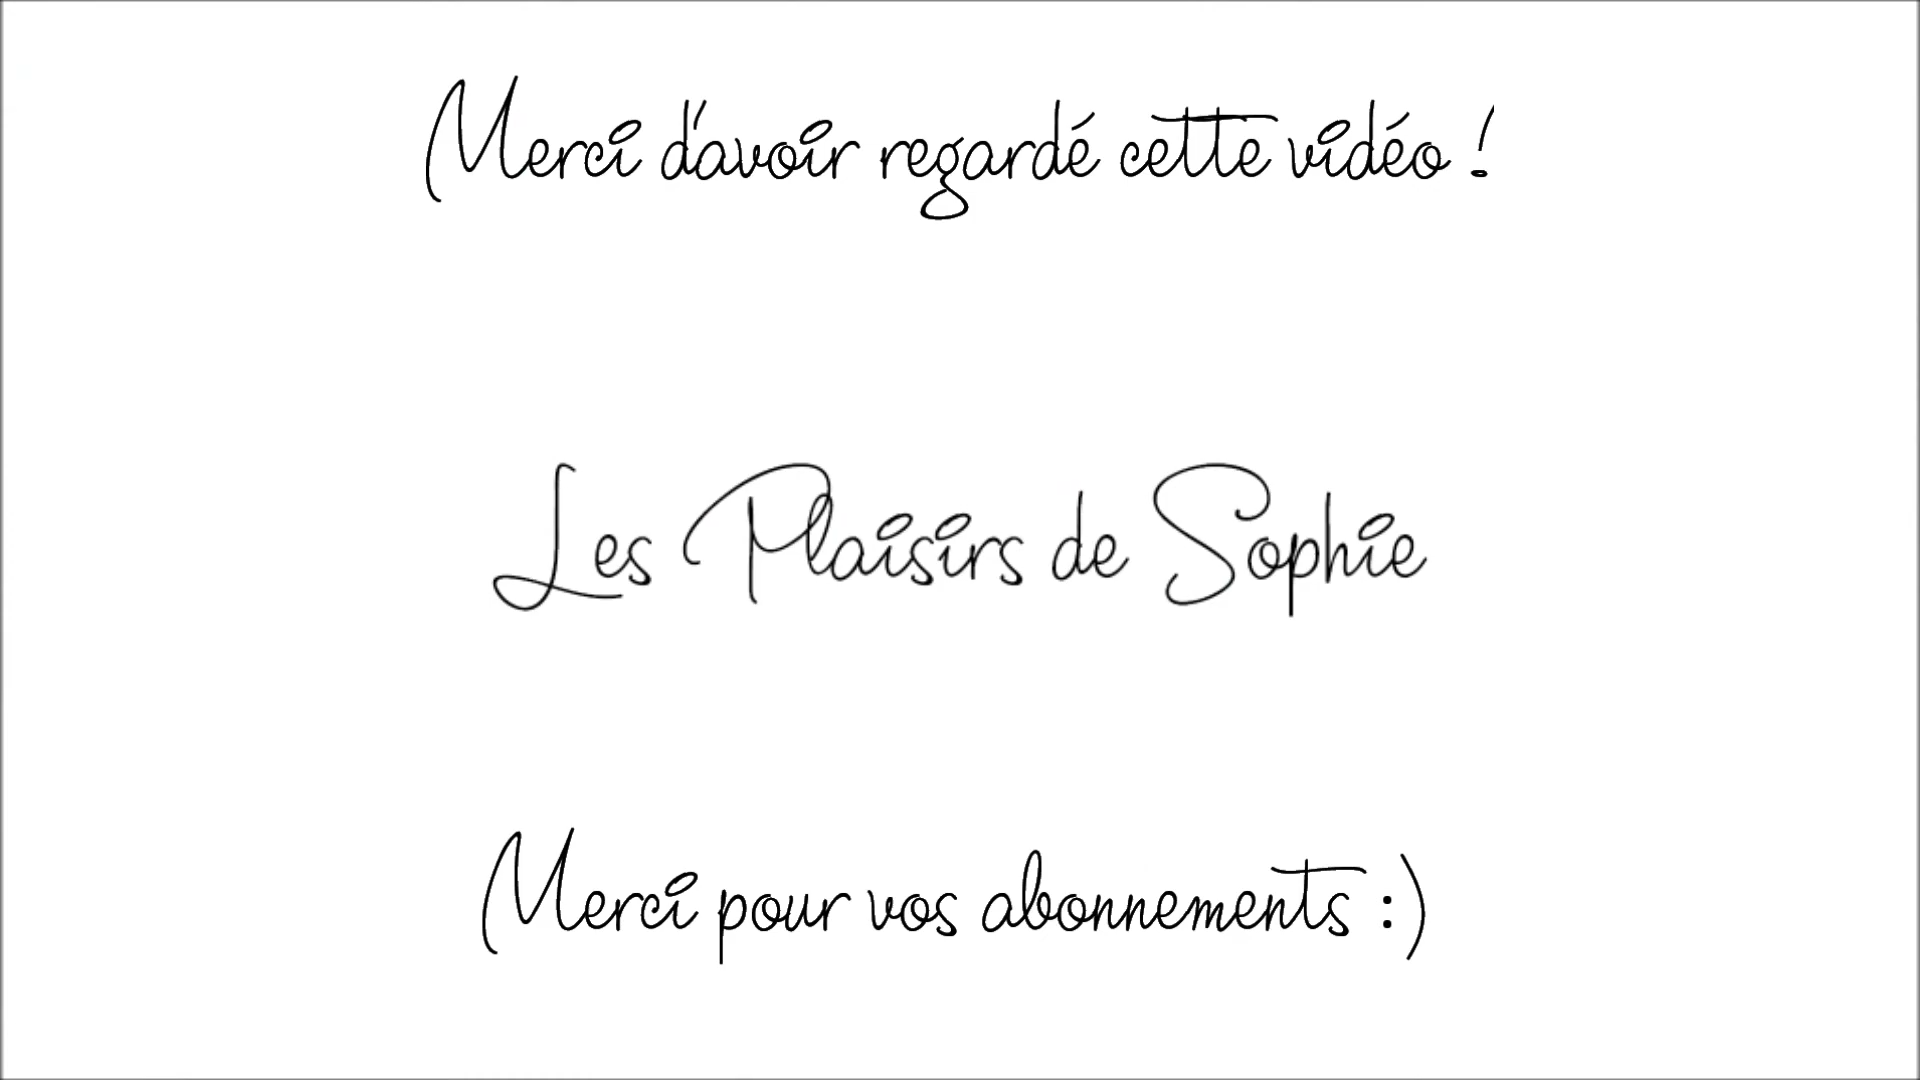 Merci d'avoir regardé cette vidéo !
Les Plaisirs de Sophie
Merci pour vos abonnements :)